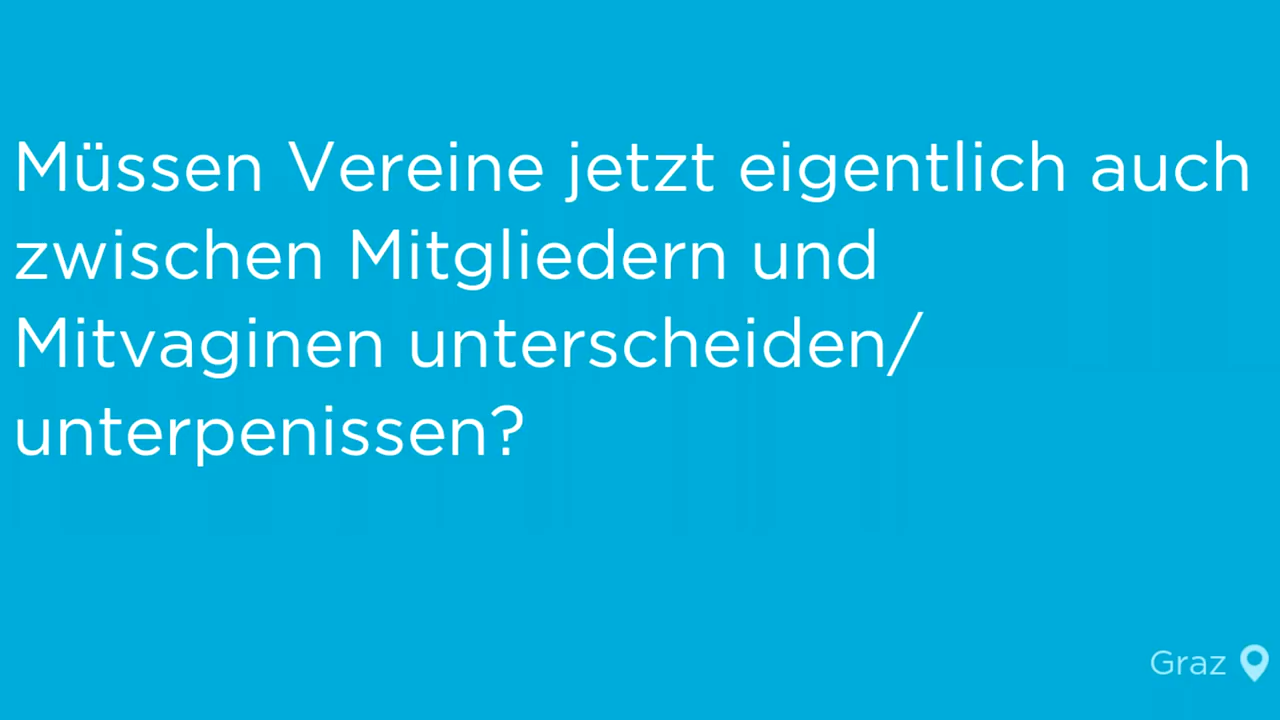 Müssen Vereine jetzt eigentlich auch
zwischen Mitgliedern und
Mitvaginen unterscheiden/
unterpenissen?
Graz